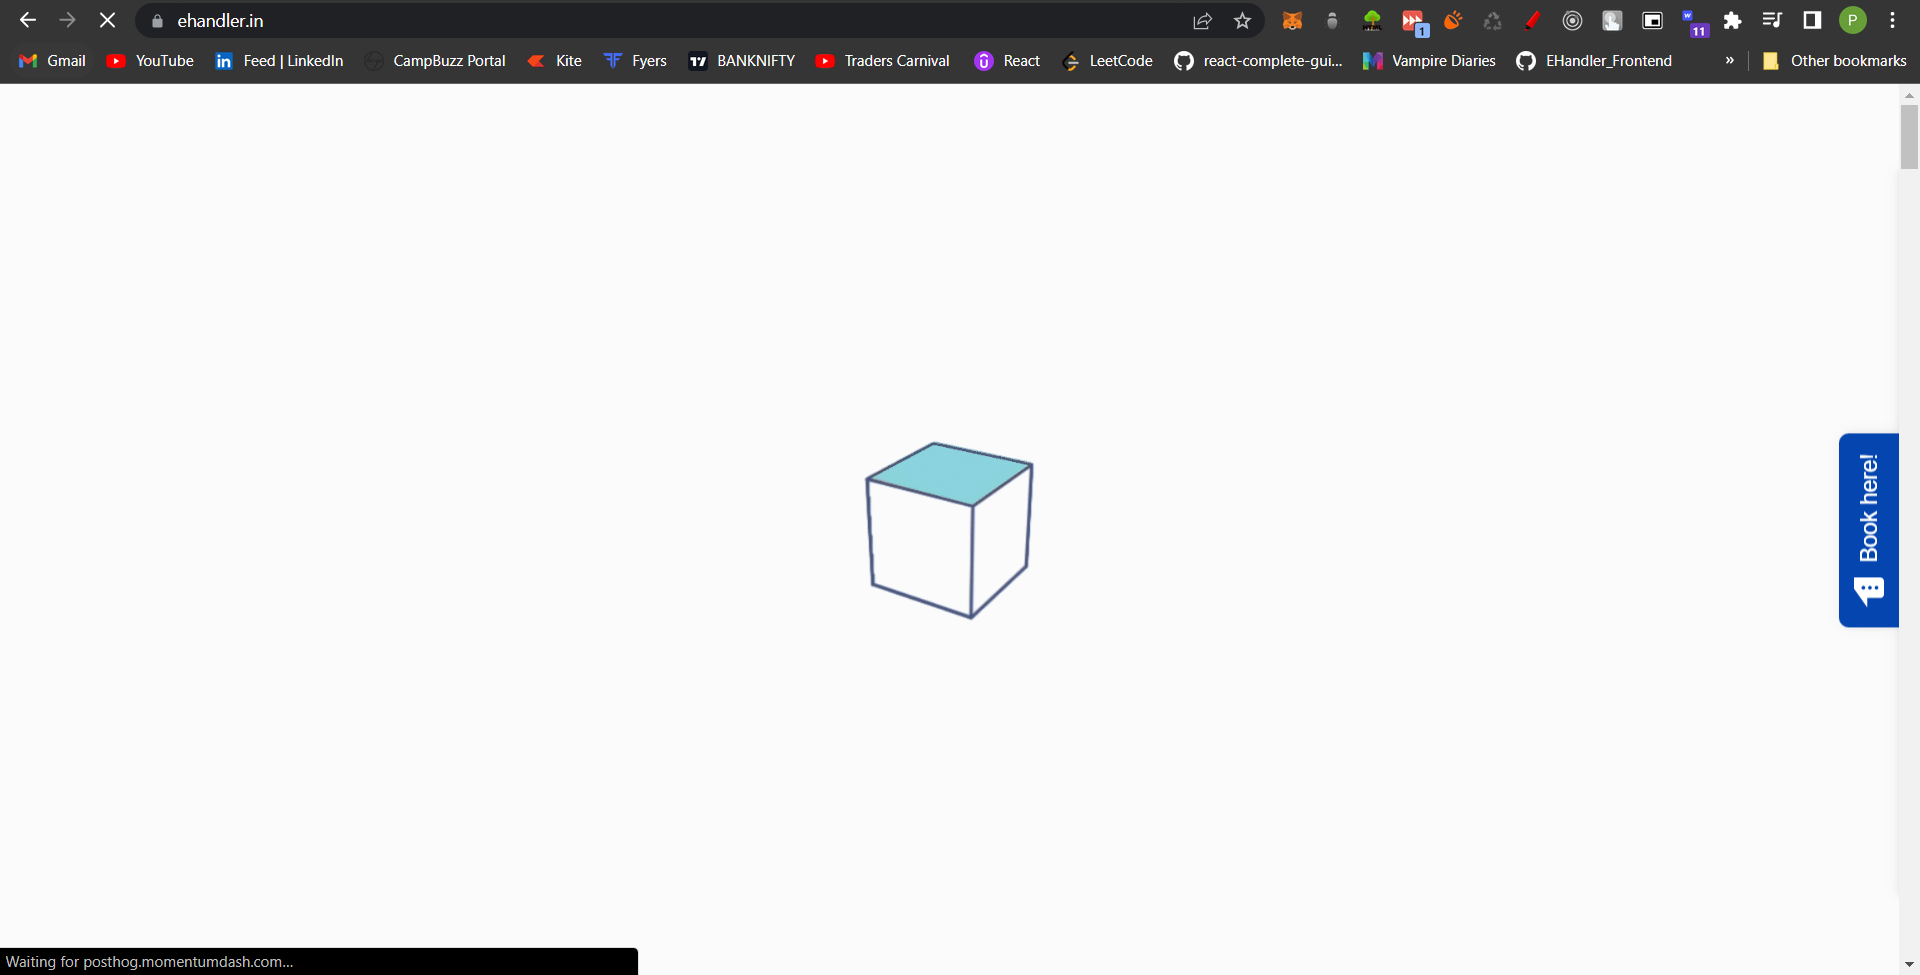 ehandler.in
1
11
P
Gmail YouTube Feed | LinkedIn CampBuzz Portal Kite Fyers BANKNIFTY Traders Carnival React LeetCode react-complete-gui... Vampire Diaries EHandler_Frontend » Other bookmarks
Book here!
Waiting for posthog.momentumdash.com...